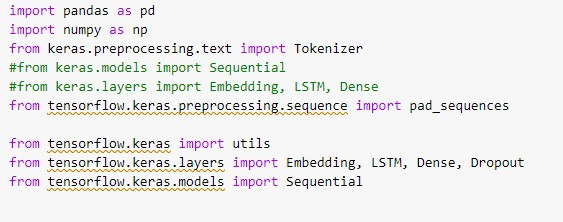 import pandas as pd
import numpy as np
from keras.preprocessing.text import Tokenizer
#from keras.models import Sequential
#from keras.layers import Embedding, LSTM, Dense
from tensorflow.keras.preprocessing.sequence import pad_sequences
from tensorflow.keras import utils
from tensorflow.keras.layers import Embedding, LSTM, Dense, Dropout
from tensorflow.keras.models import Sequential